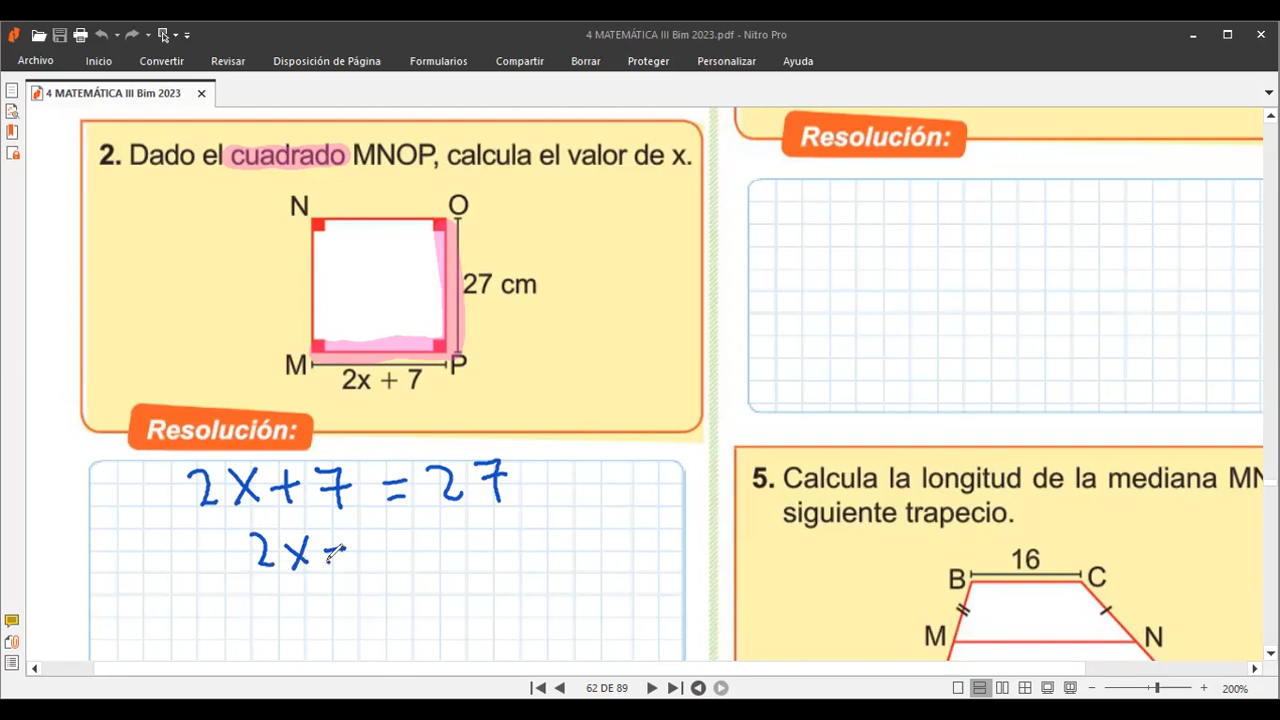 4 MATEMÁTICA III Bim 2023.pdf - Nitro Pro
Archivo Inicio Convertir Revisar Disposición de Página Formularios Compartir Borrar Proteger Personalizar Ayuda
4 MATEMÁTICA III Bim 2023
2. Dado el cuadrado MNOP, calcula el valor de x.
N O
27 cm
M P
2x + 7
Resolución:
2x+7 = 27
2x
Resolución:
5. Calcula la longitud de la mediana MN
siguiente trapecio.
16
B C
M N
62 DE 89
200%